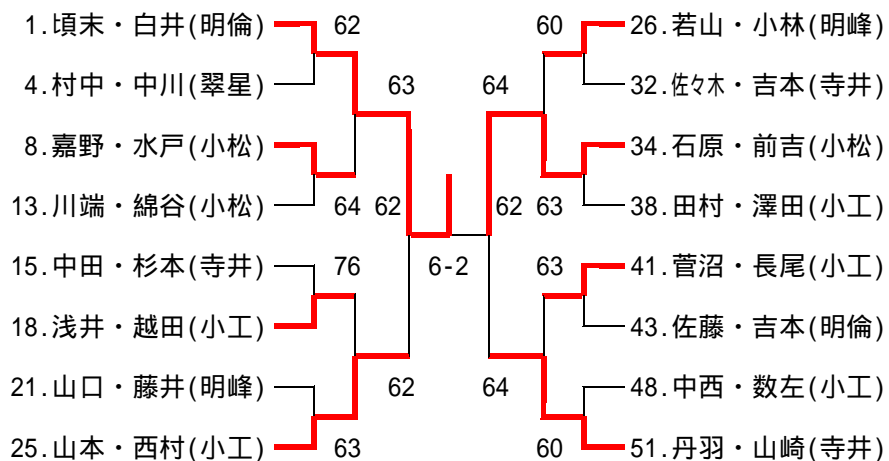 1.頃末・白井(明倫) 62 60 26.若山・小林(明峰)
4.村中・中川(翠星) 63 64 32.佐々木・吉本(寺井)
8.嘉野・水戸(小松) 34.石原・前吉(小松)
13.川端・綿谷(小松) 64 62 62 63 38.田村・澤田(小工)
15.中田・杉本(寺井) 76 6-2 63 41.菅沼・長尾(小工)
18.浅井・越田(小工) 43.佐藤・吉本(明倫)
21.山口・藤井(明峰) 62 64 48.中西・数左(小工)
25.山本・西村(小工) 63 60 51.丹羽・山崎(寺井)